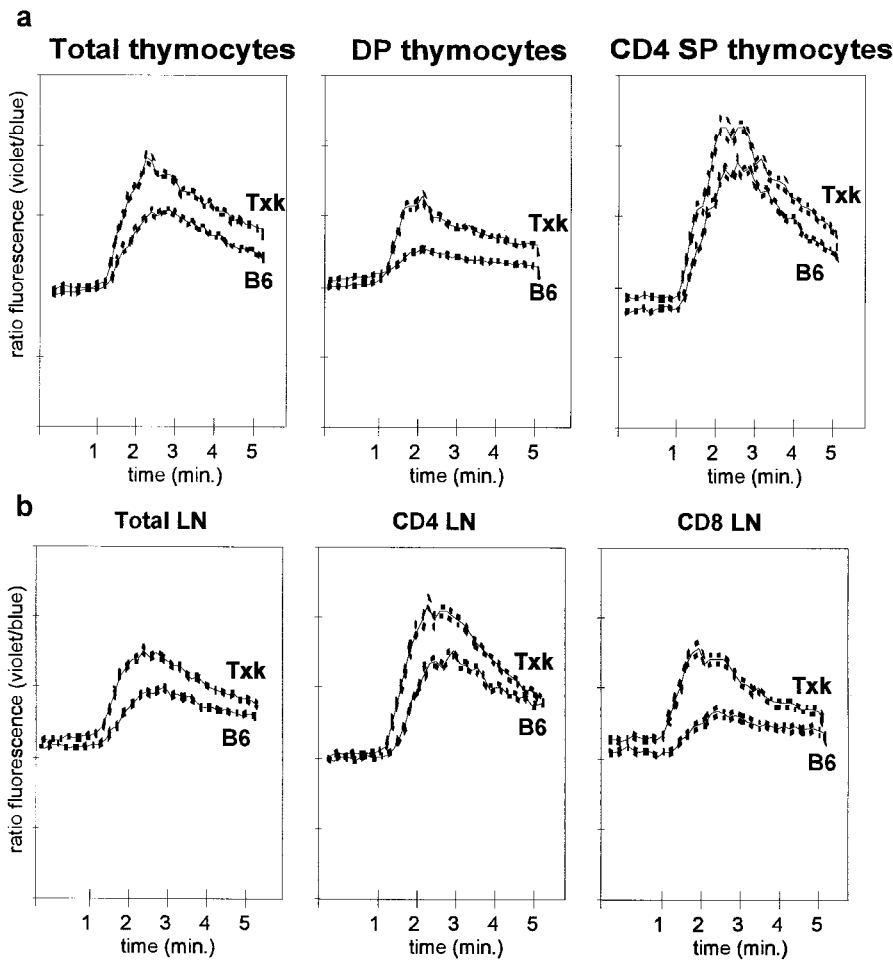 a
Total thymocytes
DP thymocytes
CD4 SP thymocytes
ratio fluorescence (violet/blue)
Txk
B6
Txk
B6
Txk
B6
1 2 3 4 5
1 2 3 4 5
1 2 3 4 5
time (min.)
time (min.)
time (min.)
b
Total LN
CD4 LN
CD8 LN
ratio fluorescence (violet/blue)
Txk
B6
Txk
B6
Txk
B6
1 2 3 4 5
1 2 3 4 5
1 2 3 4 5
time (min.)
time (min.)
time (min.)